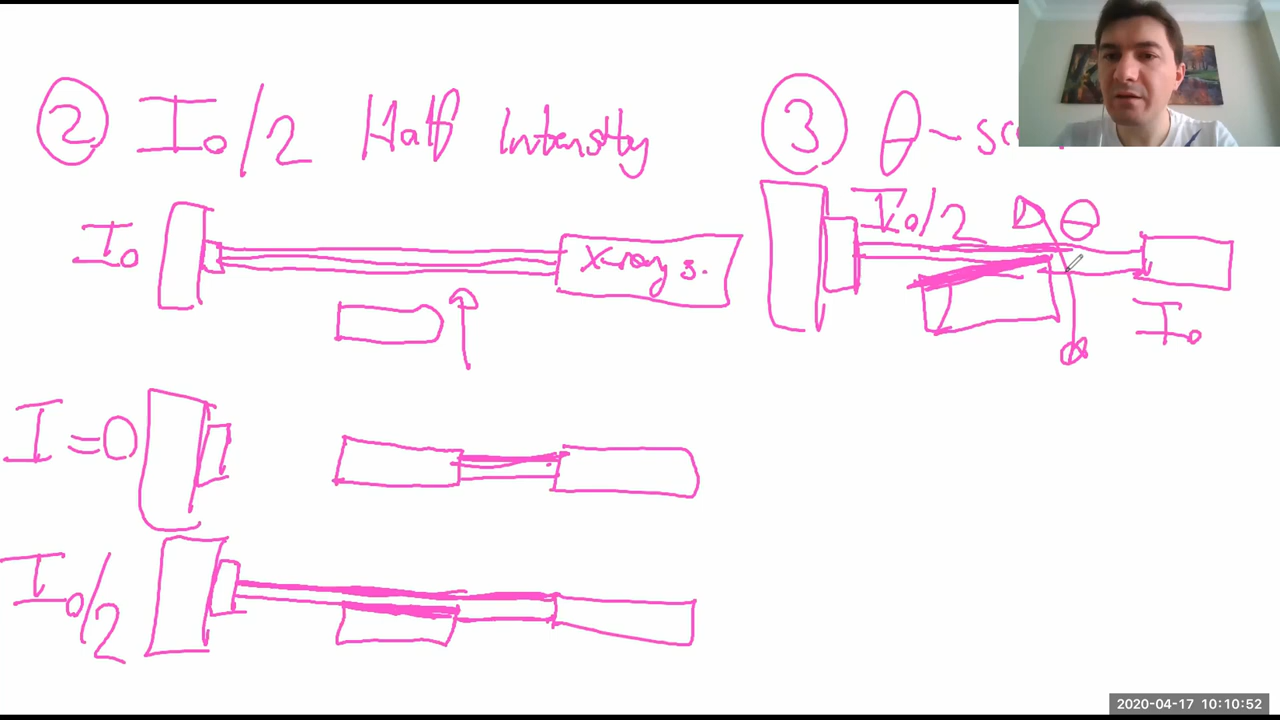 ② I₀/2 Half Intensity
I₀
X-ray s.
I=0
I₀/2
③ θ-sc
I₀/2
θ
I₀
2020-04-17 10:10:52